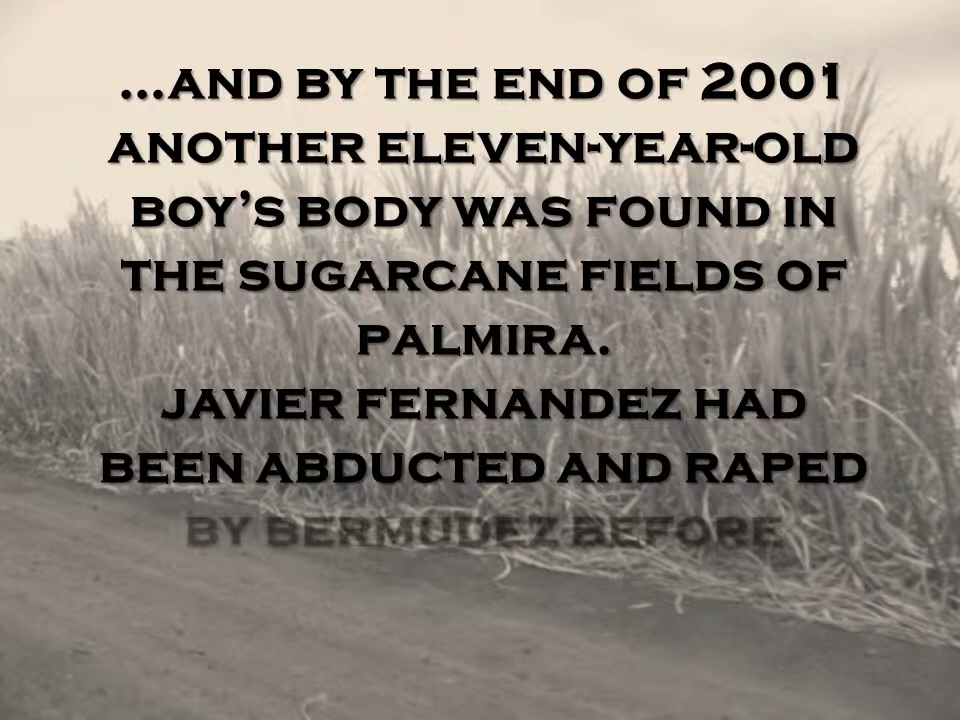 ...AND BY THE END OF 2001
ANOTHER ELEVEN-YEAR-OLD
BOY’S BODY WAS FOUND IN
THE SUGARCANE FIELDS OF
PALMIRA.
JAVIER FERNANDEZ HAD
BEEN ABDUCTED AND RAPED
BY BERMUDEZ BEFORE